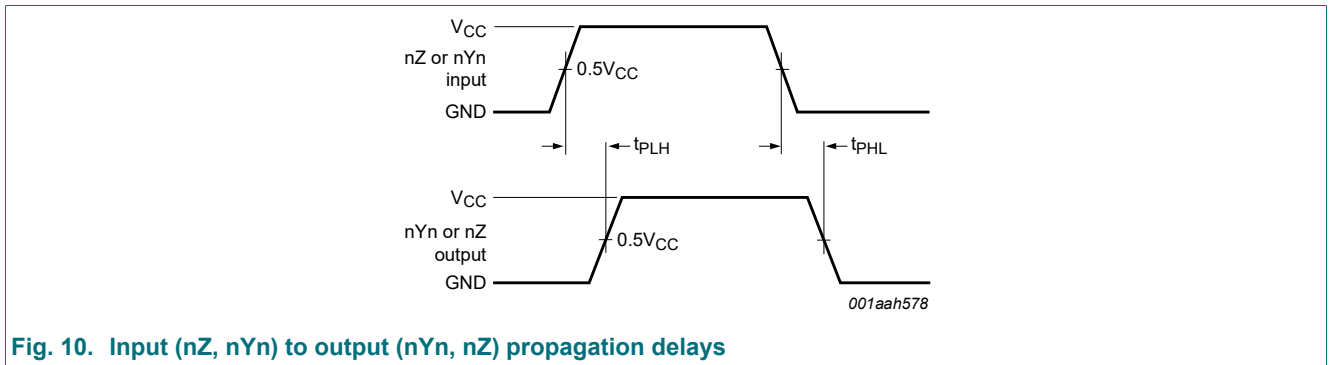 VCC
nZ or nYn
input
0.5VCC
GND
tPLH
tPHL
VCC
nYn or nZ
output
0.5VCC
GND
001aah578
Fig. 10. Input (nZ, nYn) to output (nYn, nZ) propagation delays